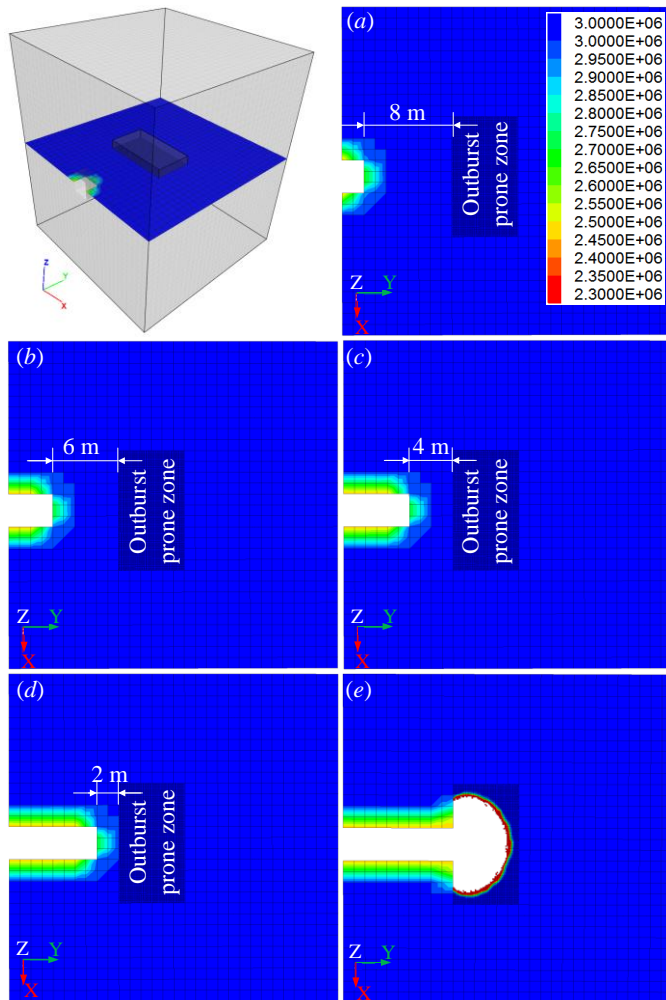 Z
Y
X
(a)
8 m
Outburst
prone zone
Z
Y
X
3.0000E+06
3.0000E+06
2.9500E+06
2.9000E+06
2.8500E+06
2.8000E+06
2.7500E+06
2.7000E+06
2.6500E+06
2.6000E+06
2.5500E+06
2.5000E+06
2.4500E+06
2.4000E+06
2.3500E+06
2.3000E+06
(b)
6 m
Outburst
prone zone
Z
Y
X
(c)
4 m
Outburst
prone zone
Z
Y
X
(d)
2 m
Outburst
prone zone
Z
Y
X
(e)
Z
Y
X